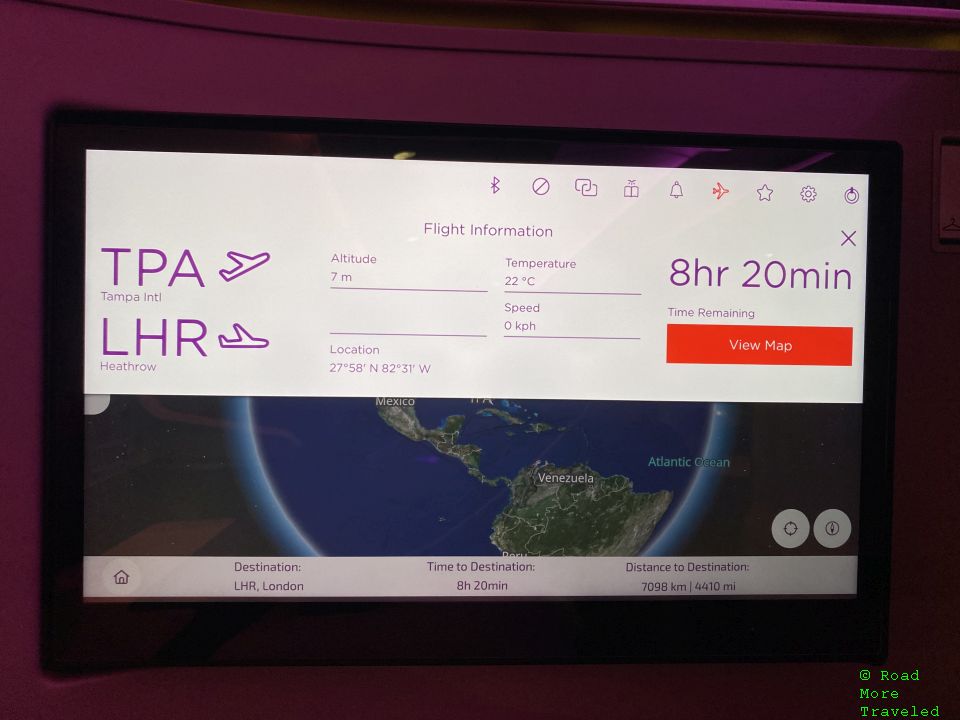 Flight Information
TPA
Tampa Intl
LHR
Heathrow
Altitude
7 m
Location
27°58' N 82°31' W
Temperature
22 °C
Speed
0 kph
8hr 20min
Time Remaining
View Map
Mexico
TPA
Atlantic Ocean
Venezuela
Peru
Destination:
LHR, London
Time to Destination:
8h 20min
Distance to Destination:
7098 km | 4410 mi
© Road
More
Traveled